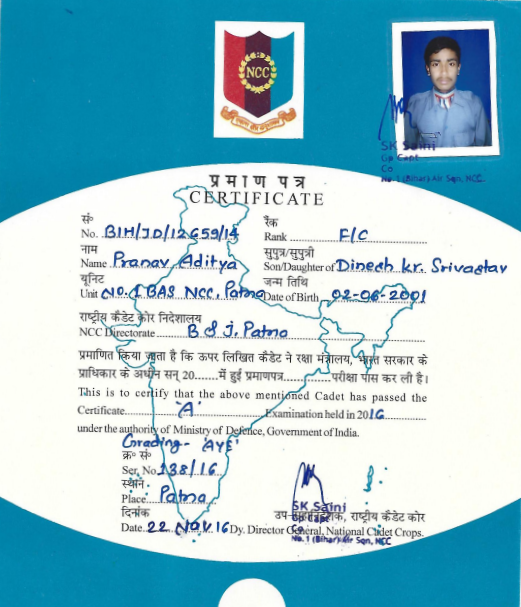 NCC
SK Saini
Gp Capt
Co
No. 1 (Bihar) Air Sqn, NCC
प्रमाण पत्र
CERTIFICATE
सं० रैंक
No. BIH/JD/12659/14 Rank F/C
नाम सुपुत्र/सुपुत्री
Name Pranav Aditya Son/Daughter of Dinesh kr. Srivastav
यूनिट जन्म तिथि
Unit NO. 1 BAS NCC, Patna Date of Birth 02-06-2001
राष्ट्रीय कैडेट कोर निदेशालय
NCC Directorate B & J. Patna
प्रमाणित किया जाता है कि ऊपर लिखित कैडेट ने रक्षा मंत्रालय, भारत सरकार के
प्राधिकार के अधीन सन् 20.......में हुई प्रमाणपत्र.............परीक्षा पास कर ली है।
This is to certify that the above mentioned Cadet has passed the
Certificate 'A' Examination held in 2016
under the authority of Ministry of Defence, Government of India.
Grading - 'AYE'
क्र० सं०
Ser. No 138/16
स्थान
Place Patna
दिनांक उप-महानिदेशक, राष्ट्रीय कैडेट कोर
Date 22 NOV 16 Dy. Director General, National Cadet Crops.
SK Saini
Gp Capt
Co
No. 1 (Bihar) Air Sqn, NCC